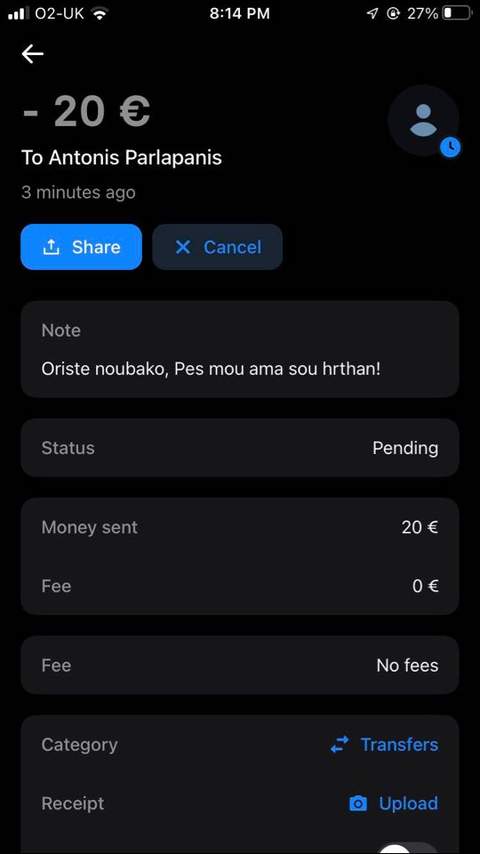 O2-UK 8:14 PM 27%
- 20 €
To Antonis Parlapanis
3 minutes ago
Share Cancel
Note
Oriste noubako, Pes mou ama sou hrthan!
Status Pending
Money sent 20 €
Fee 0 €
Fee No fees
Category Transfers
Receipt Upload